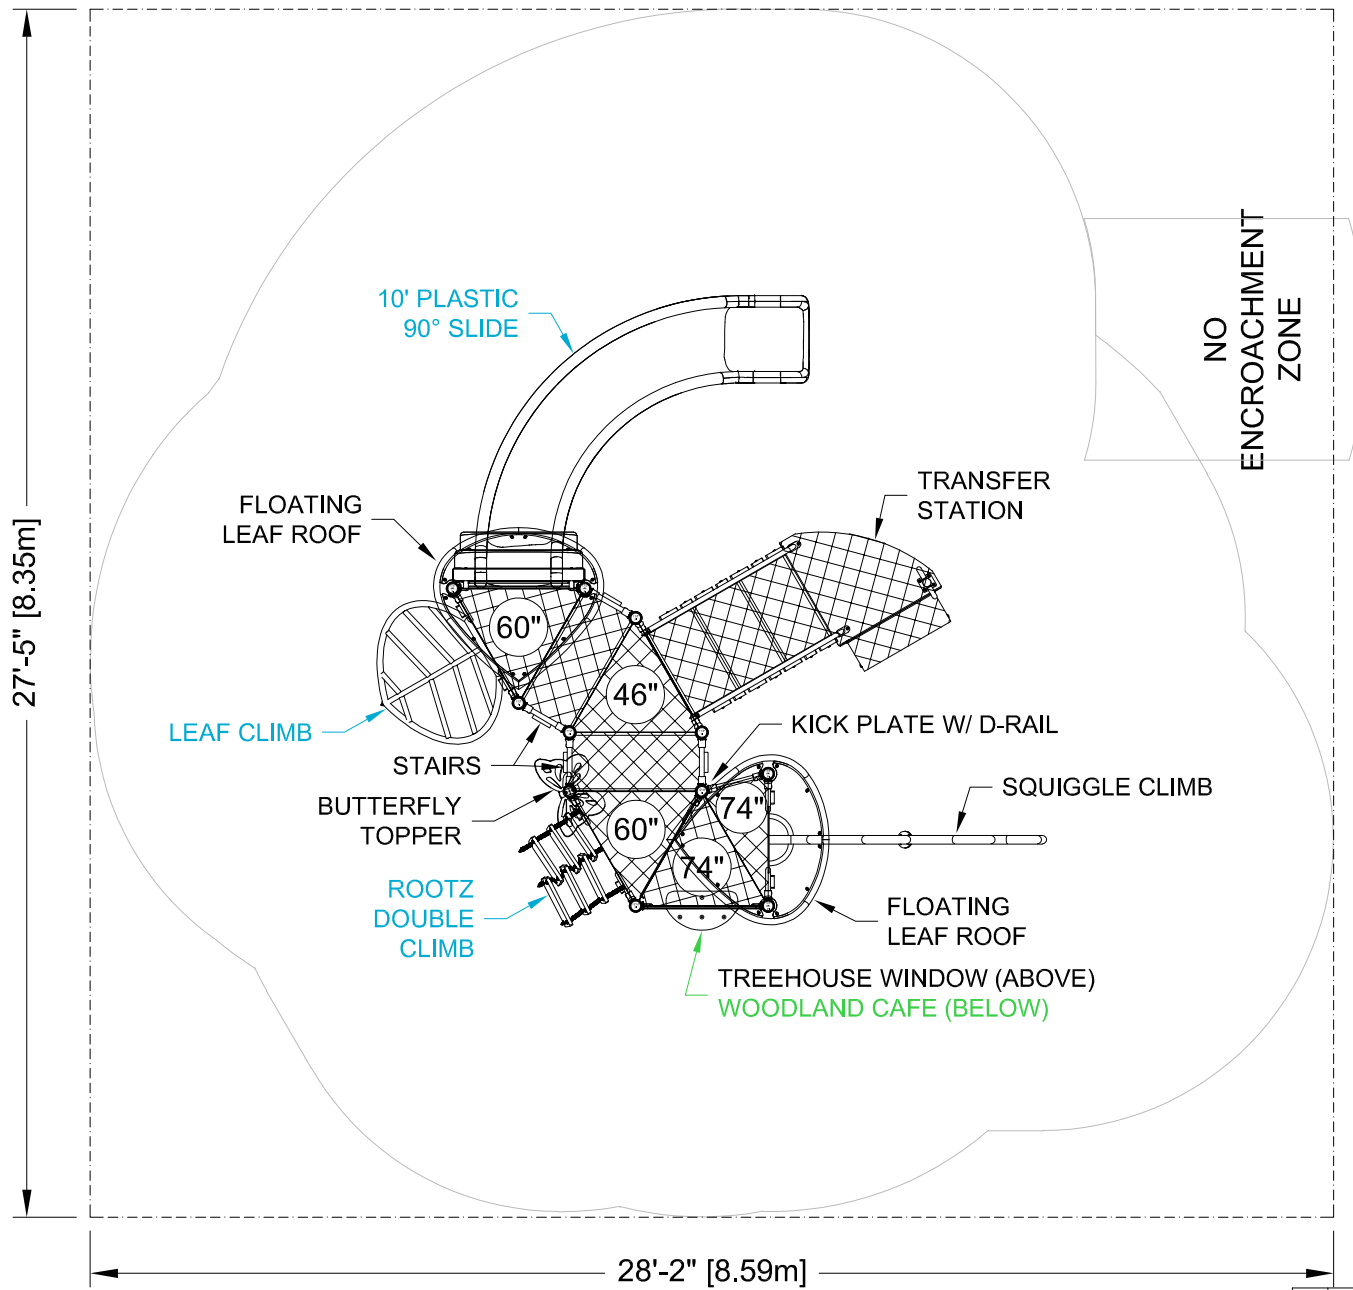 27'-5" [8.35m]
NO
ENCROACHMENT
ZONE
10' PLASTIC
90° SLIDE
TRANSFER
STATION
FLOATING
LEAF ROOF
60"
46"
LEAF CLIMB
KICK PLATE W/ D-RAIL
STAIRS
SQUIGGLE CLIMB
BUTTERFLY
TOPPER
74"
60"
74"
ROOTZ
DOUBLE
CLIMB
FLOATING
LEAF ROOF
TREEHOUSE WINDOW (ABOVE)
WOODLAND CAFE (BELOW)
28'-2" [8.59m]